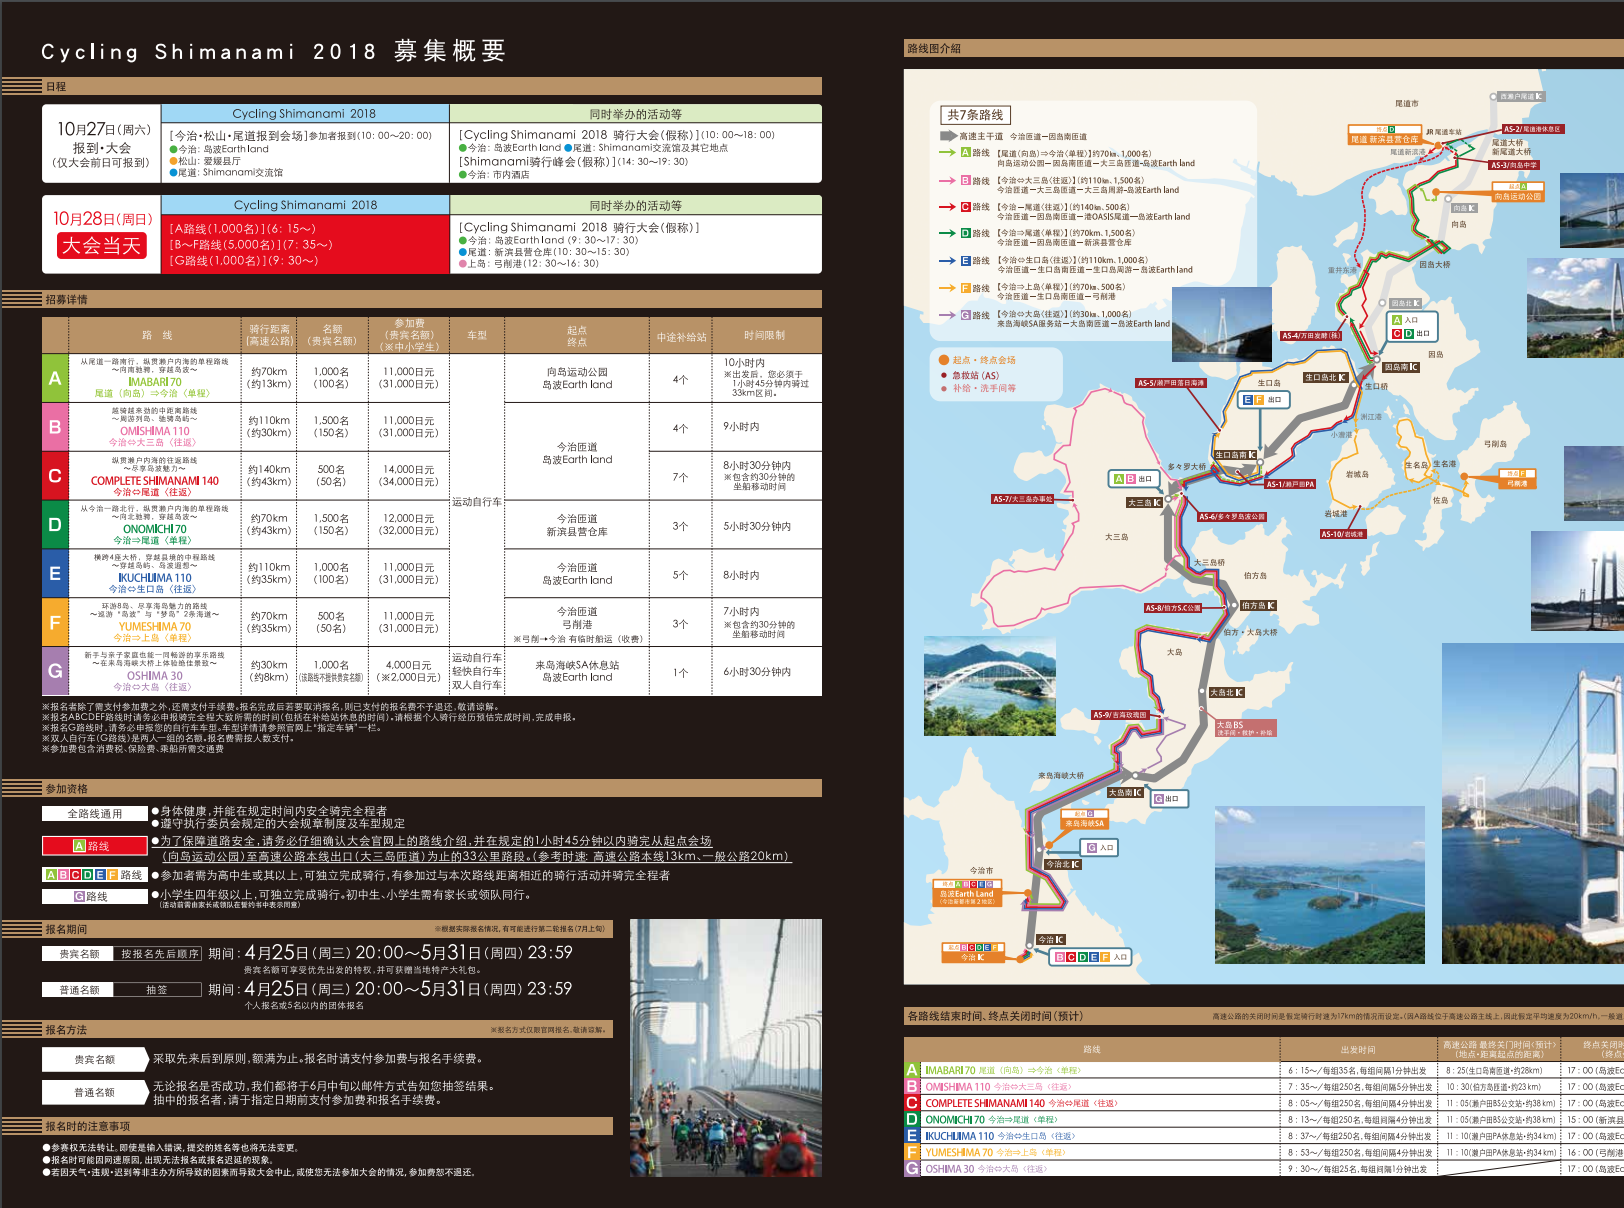 Cycling Shimanami 2018 募集概要
日程
10月27日(周六)
报到・大会
(仅大会前日可报到)
Cycling Shimanami 2018
[今治・松山・尾道报到会场]参加者报到(10：00～20：00)
●今治：岛波Earth land
●松山：爱媛县厅
●尾道：Shimanami交流馆
同时举办的活动等
[Cycling Shimanami 2018 骑行大会(假称)](10：00～18：00)
●今治：岛波Earth land ●尾道：Shimanami交流馆及其它地点
[Shimanami骑行峰会(假称)](14：30～19：30)
●今治：市内酒店
10月28日(周日)
大会当天
Cycling Shimanami 2018
[A路线(1,000名)](6：15～)
[B～F路线(5,000名)](7：35～)
[G路线(1,000名)](9：30～)
同时举办的活动等
[Cycling Shimanami 2018 骑行大会(假称)]
●今治：岛波Earth land (9：30～17：30)
●尾道：新滨县营仓库(10：30～15：30)
●上岛：弓削港(12：30～16：30)
招募详情
路 线 骑行距离(高速公路) 名额(贵宾名额) 参加费(贵宾名额)(※中小学生) 车型 起点 终点 中途补给站 时间限制
A
从尾道一路南行、纵贯濑户内海的单程路线
～向南驰骋、穿越岛波～
IMABARI 70
尾道（向岛）⇒今治〈单程〉
约70km (约13km)
1,000名 (100名)
11,000日元 (31,000日元)
向岛运动公园
岛波Earth land
4个
10小时内
※出发后，您必须于
1小时45分钟内骑过
33km区间。
B
越骑越来劲的中距离路线
～周游列岛、驰骋岛屿～
OMISHIMA 110
今治⇔大三岛〈往返〉
约110km (约30km)
1,500名 (150名)
11,000日元 (31,000日元)
今治匝道
岛波Earth land
4个
9小时内
C
纵贯濑户内海的往返路线
～尽享岛波魅力～
COMPLETE SHIMANAMI 140
今治⇔尾道〈往返〉
约140km (约43km)
500名 (50名)
14,000日元 (34,000日元)
7个
8小时30分钟内
※包含约30分钟的
坐船移动时间
运动自行车
D
从今治一路北行、纵贯濑户内海的单程路线
～向北驰骋、穿越岛波～
ONOMICHI 70
今治⇒尾道〈单程〉
约70km (约43km)
1,500名 (150名)
12,000日元 (32,000日元)
今治匝道
新滨县营仓库
3个
5小时30分钟内
E
横跨4座大桥、穿越县境的中程路线
～穿越岛屿、岛波遐想～
IKUCHIJIMA 110
今治⇔生口岛〈往返〉
约110km (约35km)
1,000名 (100名)
11,000日元 (31,000日元)
今治匝道
岛波Earth land
5个
8小时内
F
环游8岛、尽享海岛魅力的路线
～巡游“岛波”与“梦岛”2条海道～
YUMESHIMA 70
今治⇒上岛〈单程〉
约70km (约35km)
500名 (50名)
11,000日元 (31,000日元)
今治匝道
弓削港
※弓削→今治 有临时船运（收费）
3个
7小时内
※包含约30分钟的
坐船移动时间
G
新手与亲子家庭也能一同畅游的享乐路线
～在来岛海峡大桥上体验绝佳景致～
OSHIMA 30
今治⇔大岛〈往返〉
约30km (约8km)
1,000名
(该路线不提供贵宾名额)
4,000日元 (※2,000日元)
运动自行车
轻快自行车
双人自行车
来岛海峡SA休息站
岛波Earth land
1个
6小时30分钟内
※报名者除了需支付参加费之外,还需支付手续费。报名完成后若要取消报名,则已支付的报名费不予退还,敬请谅解。
※报名ABCDEF路线时请务必申报骑完全程大致所需的时间(包括在补给站休息的时间)。请根据个人骑行经历预估完成时间,完成申报。
※报名G路线时,请务必申报您的自行车车型。车型详情请参照官网上“指定车辆”一栏。
※双人自行车(G路线)是两人一组的名额。报名费需按人数支付。
※参加费包含消费税、保险费、乘船所需交通费
参加资格
全路线通用
●身体健康,并能在规定时间内安全骑完全程者
●遵守执行委员会规定的大会规章制度及车型规定
A路线
●为了保障道路安全,请务必仔细确认大会官网上的路线介绍,并在规定的1小时45分钟以内骑完从起点会场
(向岛运动公园)至高速公路本线出口(大三岛匝道)为止的33公里路段。(参考时速：高速公路本线13km、一般公路20km)
A B C D E F 路线 ●参加者需为高中生或其以上,可独立完成骑行,有参加过与本次路线距离相近的骑行活动并骑完全程者
G路线 ●小学生四年级以上,可独立完成骑行。初中生、小学生需有家长或领队同行。
(活动前需由家长或领队在誓约书中表示同意)
报名期间 ※根据实际报名情况,有可能进行第二轮报名(7月上旬)
贵宾名额 按报名先后顺序 期间：4月25日(周三) 20:00～5月31日(周四) 23:59
贵宾名额可享受优先出发的特权,并可获赠当地特产大礼包。
普通名额 抽签 期间：4月25日(周三) 20:00～5月31日(周四) 23:59
个人报名或5名以内的团体报名
报名方法 ※报名方式仅限官网报名、敬请谅解。
贵宾名额 采取先来后到原则,额满为止。报名时请支付参加费与报名手续费。
普通名额
无论报名是否成功,我们都将于6月中旬以邮件方式告知您抽签结果。
抽中的报名者,请于指定日期前支付参加费和报名手续费。
报名时的注意事项
●参赛权无法转让。即使是输入错误,提交的姓名等也将无法变更。
●报名时可能因网速原因,出现无法报名或报名迟延的现象。
●若因天气・违规・迟到等非主办方所导致的因素而导致大会中止,或使您无法参加大会的情况,参加费恕不退还。
路线图介紹
共7条路线
高速主干道 今治匝道－因岛南匝道
A路线 【尾道(向岛)⇒今治(单程)】约70㎞、1,000名)
向岛运动公园－因岛南匝道－大三岛匝道-岛波Earth land
B路线 【今治⇔大三岛(往返)】(约110㎞、1,500名)
今治匝道－大三岛匝道－大三岛周游-岛波Earth land
C路线 【今治－尾道(往返)】(约140㎞、500名)
今治匝道－因岛南匝道－港OASIS尾道－岛波Earth land
D路线 【今治⇒尾道(单程)】(约70km、1,500名)
今治匝道－因岛南匝道－新滨县营仓库
E路线 【今治⇔生口岛(往返)】(约110km、1,000名)
今治匝道－生口岛南匝道－生口岛周游－岛波Earth land
F路线 【今治⇒上岛(单程)】(约70㎞、500名)
今治匝道－生口岛南匝道－弓削港
G路线 【今治⇔大岛(往返)】(约30㎞、1,000名)
来岛海峡SA服务站－大岛南匝道－岛波Earth land
起点・终点会场
急救站 (AS)
补给・洗手间等
尾道市
西濑户尾道 IC
终点 D
尾道 新滨县营仓库
JR 尾道车站
尾道新滨港
AS-2/尾道港休息区
尾道大桥
新尾道大桥
AS-3/向岛中学
起点 A
向岛运动公园
向岛 IC
向岛
因岛大桥
重井东港
因岛北 IC
A 入口
C D 出口
AS-4/万田发酵(株)
因岛
因岛南 IC
生口岛北 IC
生口桥
AS-5/濑户田落日海滩
生口岛
E F 出口
洲江港
小漕港
弓削岛
生口岛南 IC
多多罗大桥
A B 出口
AS-1/濑户田PA
岩城岛
生名岛
生名港
终点 F
弓削港
佐岛
AS-7/大三岛办事处
大三岛 IC
AS-6/多多罗岛波公园
岩城港
AS-10/岩城港
大三岛
大三岛桥
伯方岛
AS-8/伯方S.C公園
伯方岛 IC
伯方・大岛大桥
大岛
大岛北 IC
AS-9/吉海玫瑰园
大岛BS
洗手间・救护・补给
来岛海峡大桥
大岛南 IC
G 出口
起点 G
来岛海峡SA
G 入口
今治北 IC
今治市
终点 A B C E G
岛波Earth Land
(今治新都市第2地区)
今治 IC
起点 B C D E F
今治 IC
B C D E F 入口
各路线结束时间、终点关闭时间(预计) 高速公路的关闭时间是假定骑行时速为17km的情况而设定。(因A路线位于高速公路主线上,因此假定平均速度为20km/h、一般道
路线 出发时间 高速公路 最终关门时间<预计>(地点・距离起点的距离) 终点关闭时
A IMABARI 70 尾道（向岛）⇒今治〈单程〉 6：15～/每组35名,每组间隔1分钟出发 8：25(生口岛南匝道・约28km) 17：00 (岛波Ea
B OMISHIMA 110 今治⇔大三岛〈往返〉 7：35～/每组250名,每组间隔5分钟出发 10：30(伯方岛匝道・约23 km) 17：00 (岛波Ea
C COMPLETE SHIMANAMI 140 今治⇔尾道〈往返〉 8：05～/每组250名,每组间隔4分钟出发 11：05(濑户田BS公交站・约38 km) 17：00 (岛波Ea
D ONOMICHI 70 今治⇒尾道〈单程〉 8：13～/每组250名,每组间隔4分钟出发 11：05(濑户田BS公交站・约38 km) 15：00 (新滨县
E IKUCHIJIMA 110 今治⇔生口岛〈往返〉 8：37～/每组250名,每组间隔4分钟出发 11：10(濑户田PA休息站・约34 km) 17：00 (岛波Ea
F YUMESHIMA 70 今治⇒上岛〈单程〉 8：53～/每组250名,每组间隔4分钟出发 11：10(濑户田PA休息站・约34 km) 16：00 (弓削港
G OSHIMA 30 今治⇔大岛〈往返〉 9：30～/每组25名,每组间隔1分钟出发 17：00 (岛波Ea